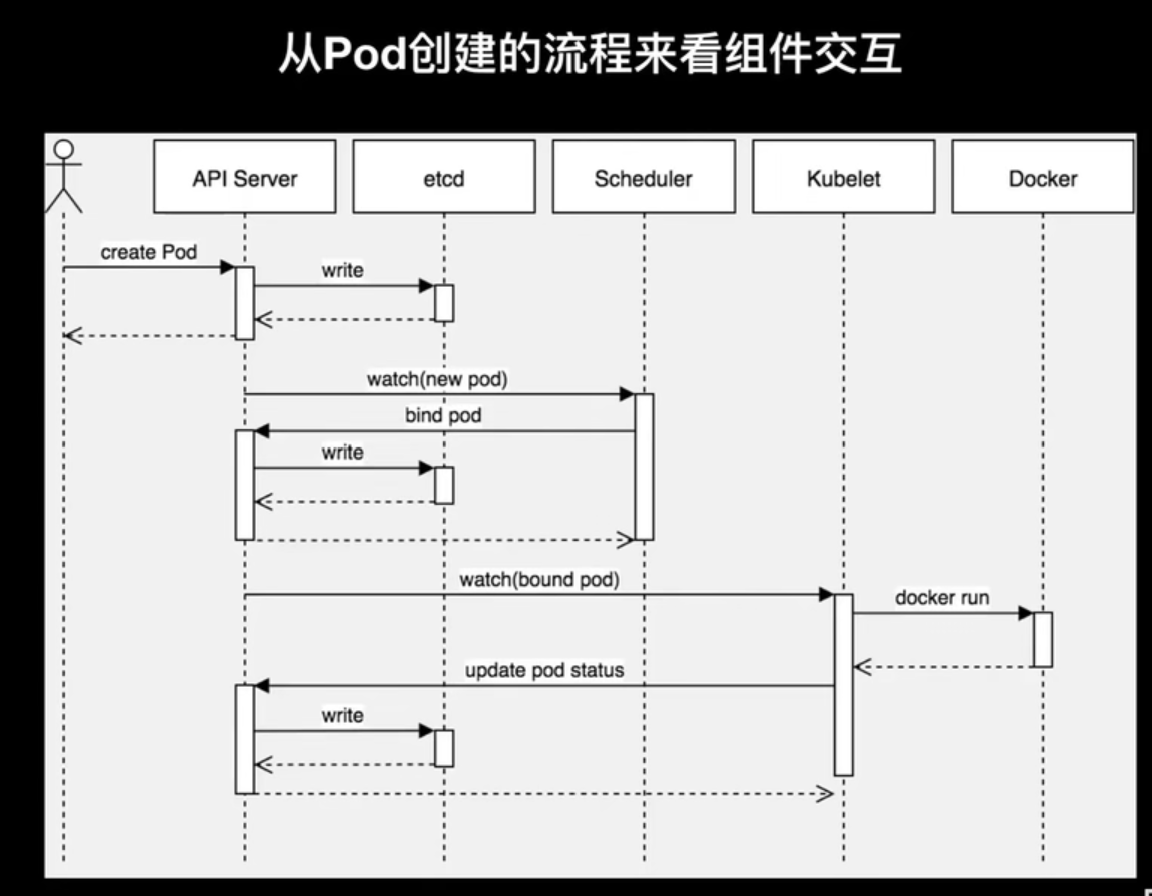 从Pod创建的流程来看组件交互
API Server
etcd
Scheduler
Kubelet
Docker
create Pod
write
watch(new pod)
bind pod
write
watch(bound pod)
docker run
update pod status
write